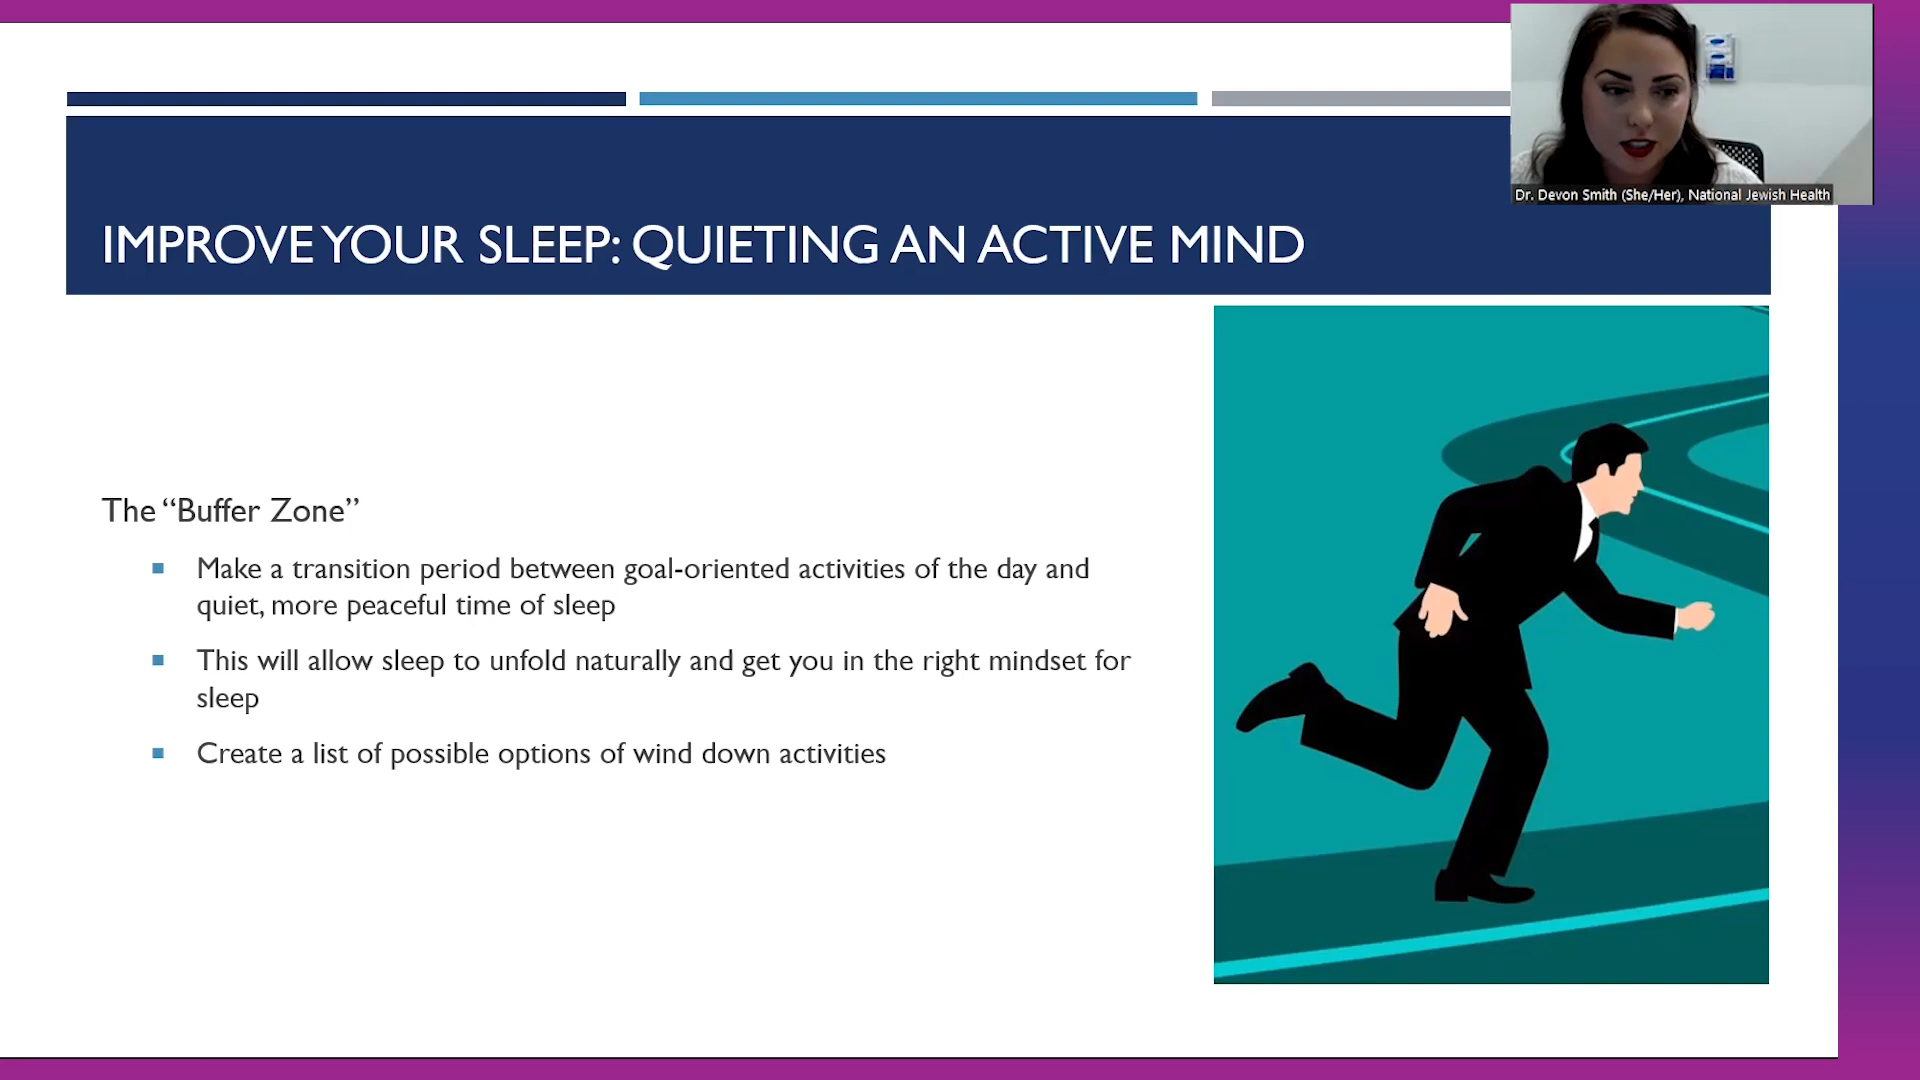 Dr. Devon Smith (She/Her), National Jewish Health
IMPROVE YOUR SLEEP: QUIETING AN ACTIVE MIND
The “Buffer Zone”
Make a transition period between goal-oriented activities of the day and
quiet, more peaceful time of sleep
This will allow sleep to unfold naturally and get you in the right mindset for
sleep
Create a list of possible options of wind down activities